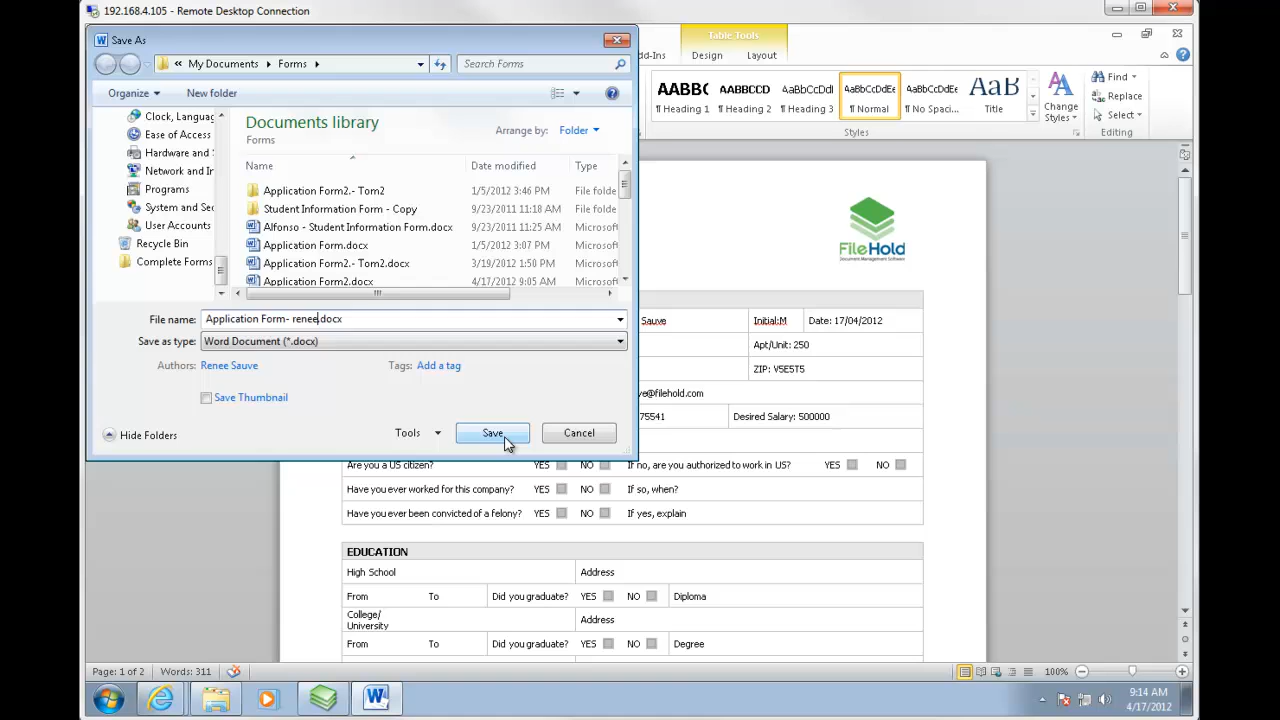 192.168.4.105 - Remote Desktop Connection
Save As
« My Documents Forms
Search Forms
Organize New folder
Clock, Languag
Ease of Access
Hardware and S
Network and In
Programs
System and Sec
User Accounts
Recycle Bin
Complete Forms
Documents library
Forms
Arrange by: Folder
Name Date modified Type
Application Form2.- Tom2 1/5/2012 3:46 PM File folde
Student Information Form - Copy 9/23/2011 11:18 AM File folde
Alfonso - Student Information Form.docx 9/23/2011 11:25 AM Microsof
Application Form.docx 1/5/2012 3:07 PM Microsof
Application Form2.- Tom2.docx 3/19/2012 1:50 PM Microsof
Application Form2.docx 4/17/2012 9:05 AM Microsof
File name: Application Form- renee.docx
Save as type: Word Document (*.docx)
Authors: Renee Sauve Tags: Add a tag
Save Thumbnail
Hide Folders Tools Save Cancel
Table Tools
dd-Ins Design Layout
AABBC AABBCCD AaBbCcDdI AaBbCcDdEe AaBbCcDdEe AaB
¶ Heading 1 ¶ Heading 2 ¶ Heading 3 ¶ Normal ¶ No Spaci... Title
Change Styles
Styles
Find
Replace
Select
Editing
FileHold
Document Management Software
Sauve Initial:M Date: 17/04/2012
Apt/Unit: 250
ZIP: V5E5T5
ve@filehold.com
75541 Desired Salary: 500000
Are you a US citizen? YES NO If no, are you authorized to work in US? YES NO
Have you ever worked for this company? YES NO If so, when?
Have you ever been convicted of a felony? YES NO If yes, explain
EDUCATION
High School Address
From To Did you graduate? YES NO Diploma
College/
University Address
From To Did you graduate? YES NO Degree
Page: 1 of 2 Words: 311 100%
9:14 AM
4/17/2012